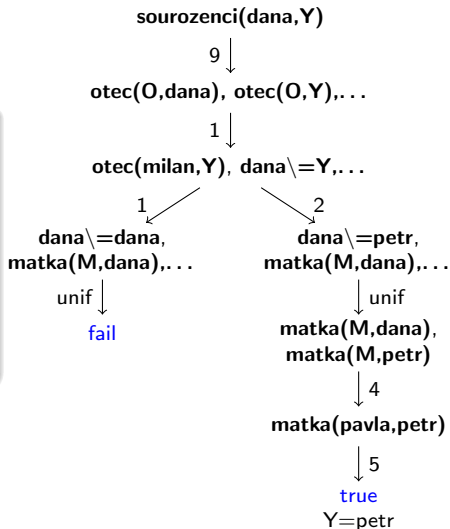 sourozenci(dana,Y)
9
otec(O,dana), otec(O,Y),...
1
otec(milan,Y), dana\=Y,...
1
2
dana\=dana,
matka(M,dana),...
unif
fail
dana\=petr,
matka(M,dana),...
unif
matka(M,dana),
matka(M,petr)
4
matka(pavla,petr)
5
true
Y=petr